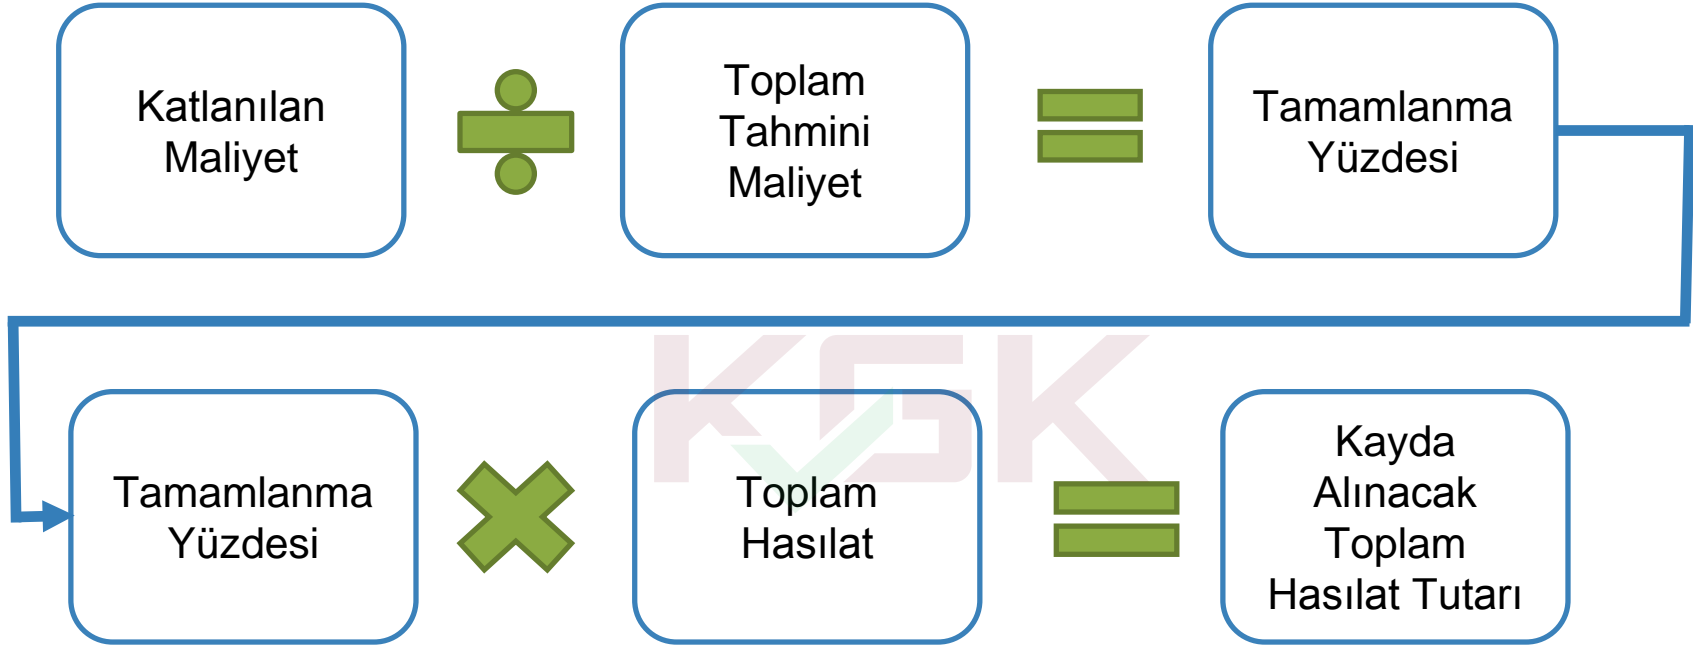 Katlanılan
Maliyet
Toplam
Tahmini
Maliyet
Tamamlanma
Yüzdesi
Tamamlanma
Yüzdesi
Toplam
Hasılat
Kayda
Alınacak
Toplam
Hasılat Tutarı
KGK